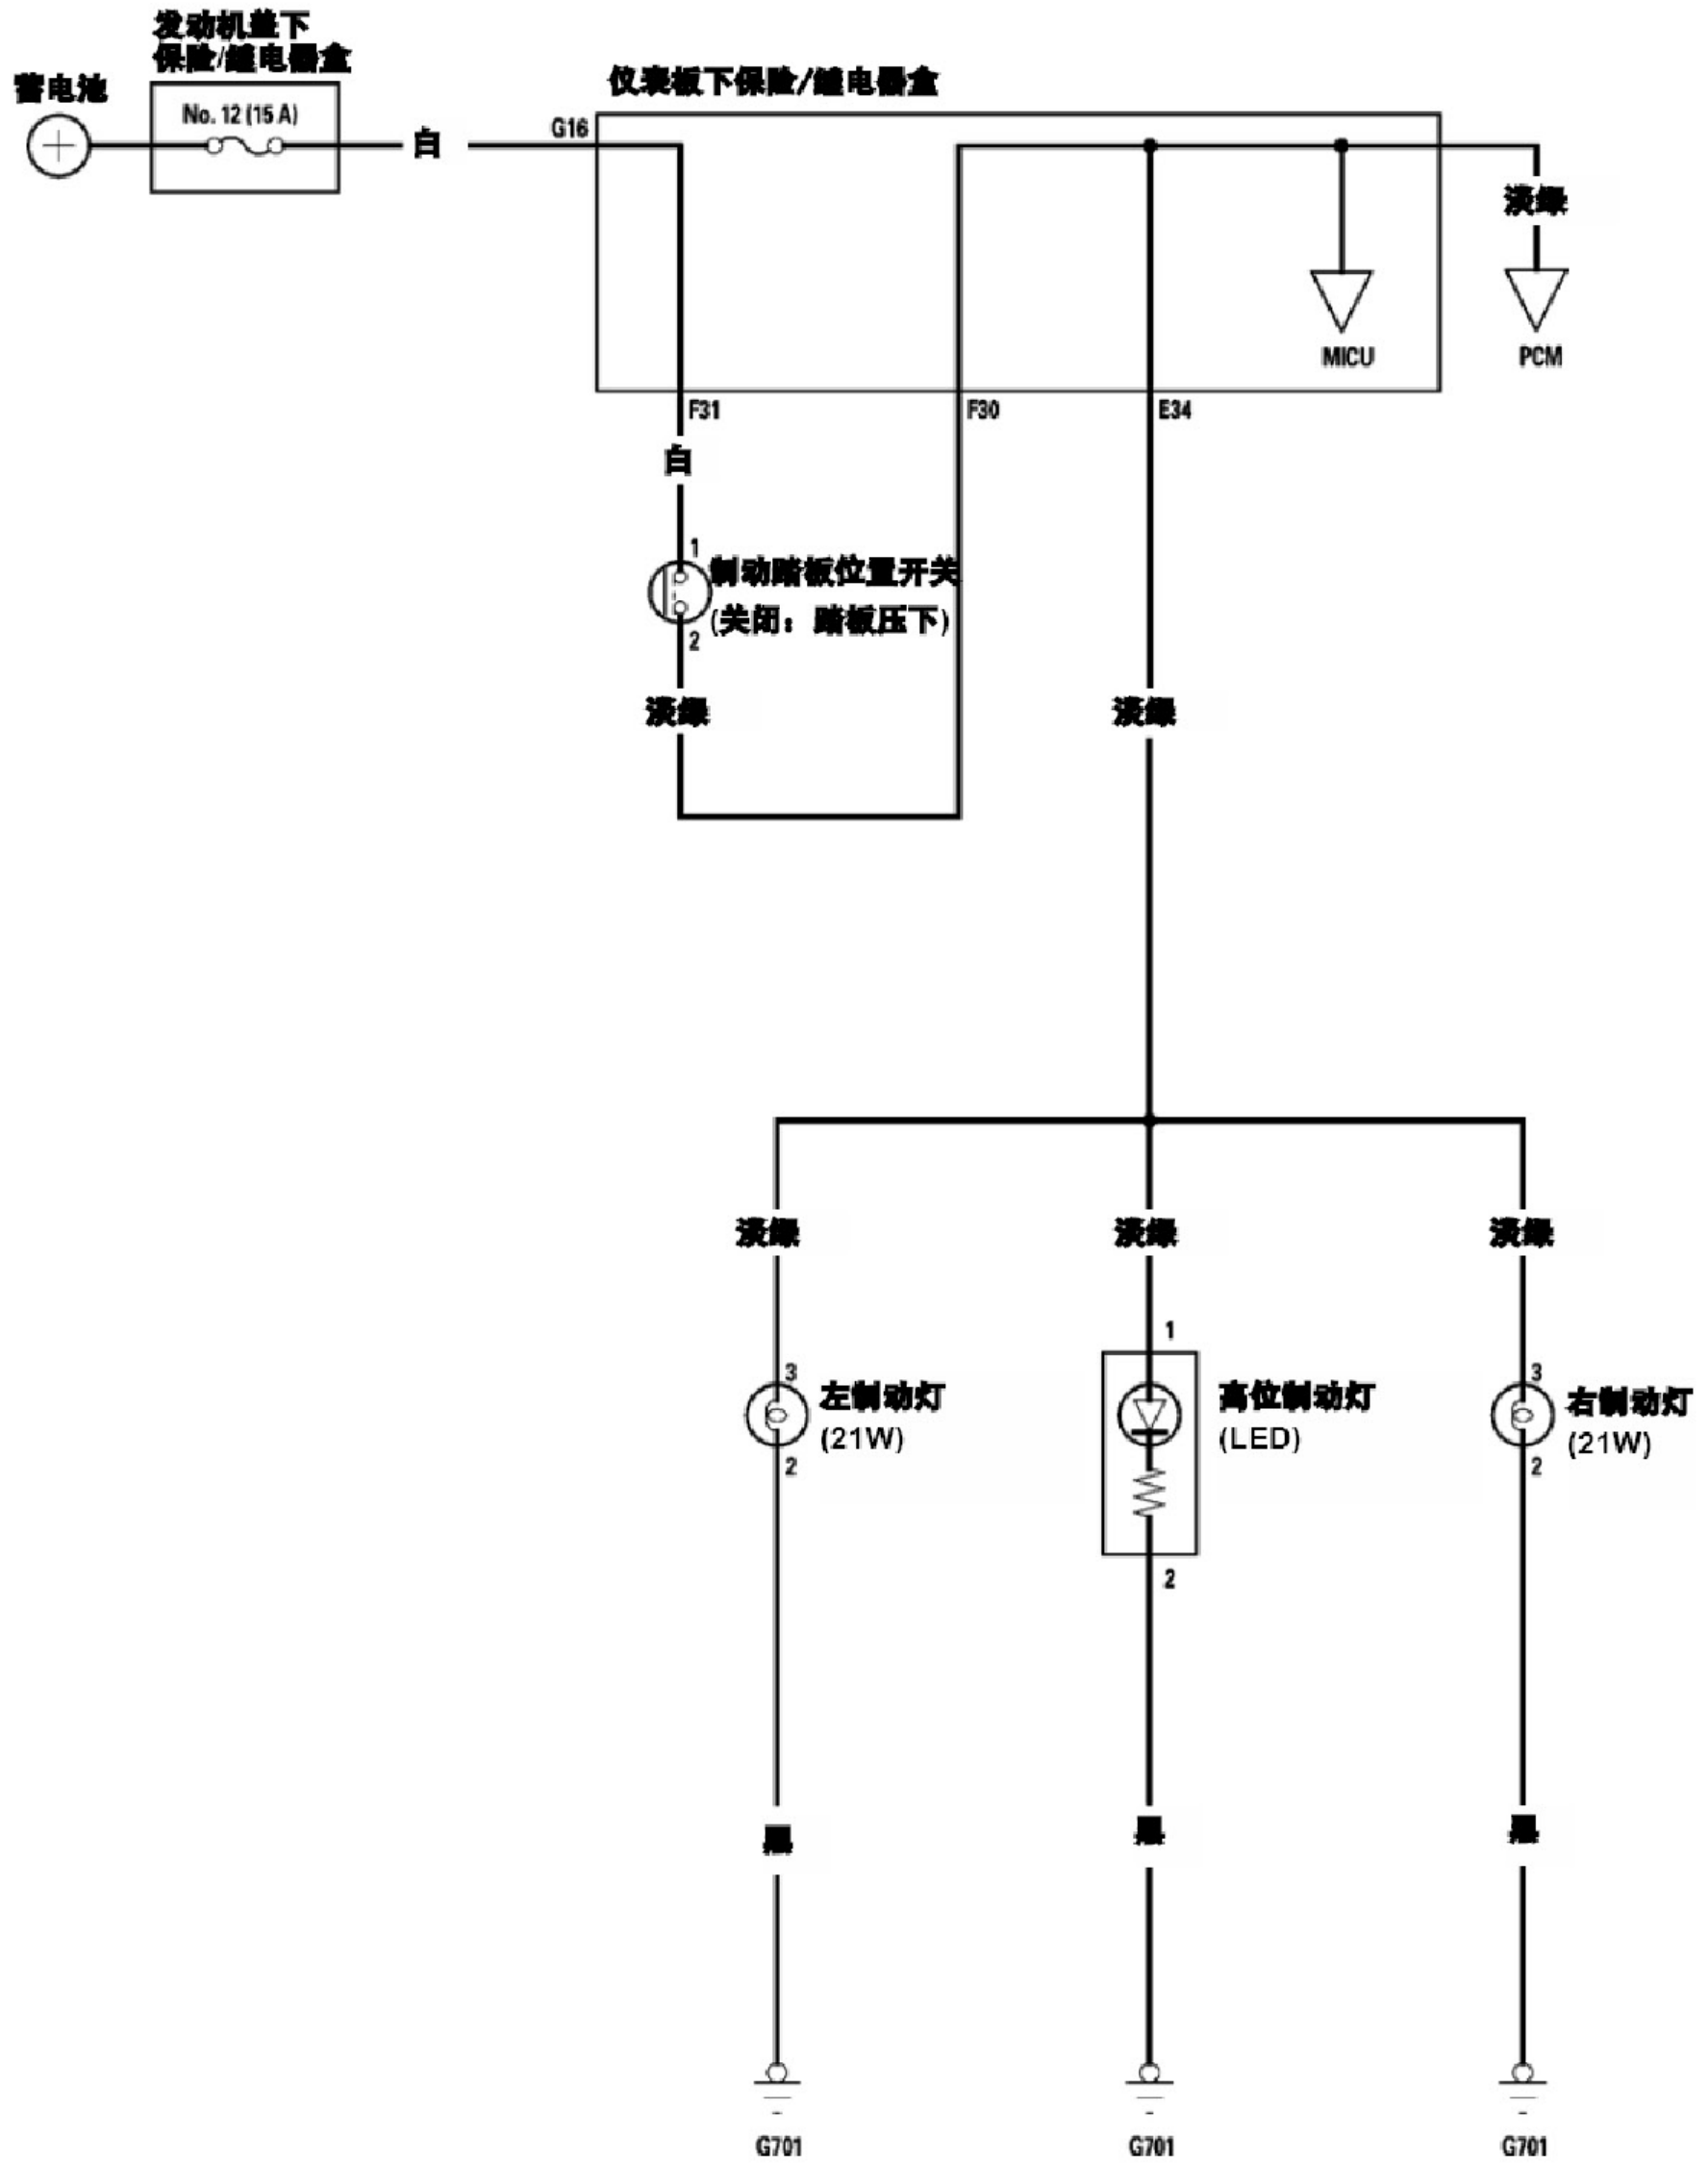 发动机盖下
保险/继电器盒
蓄电池
No. 12 (15 A)
白
仪表板下保险/继电器盒
G16
淡绿
MICU
PCM
F31
F30
E34
白
1
制动踏板位置开关
(关闭：踏板压下)
2
淡绿
淡绿
淡绿
淡绿
淡绿
1
3
左制动灯
(21W)
2
高位制动灯
(LED)
2
3
右制动灯
(21W)
2
黑
黑
黑
G701
G701
G701